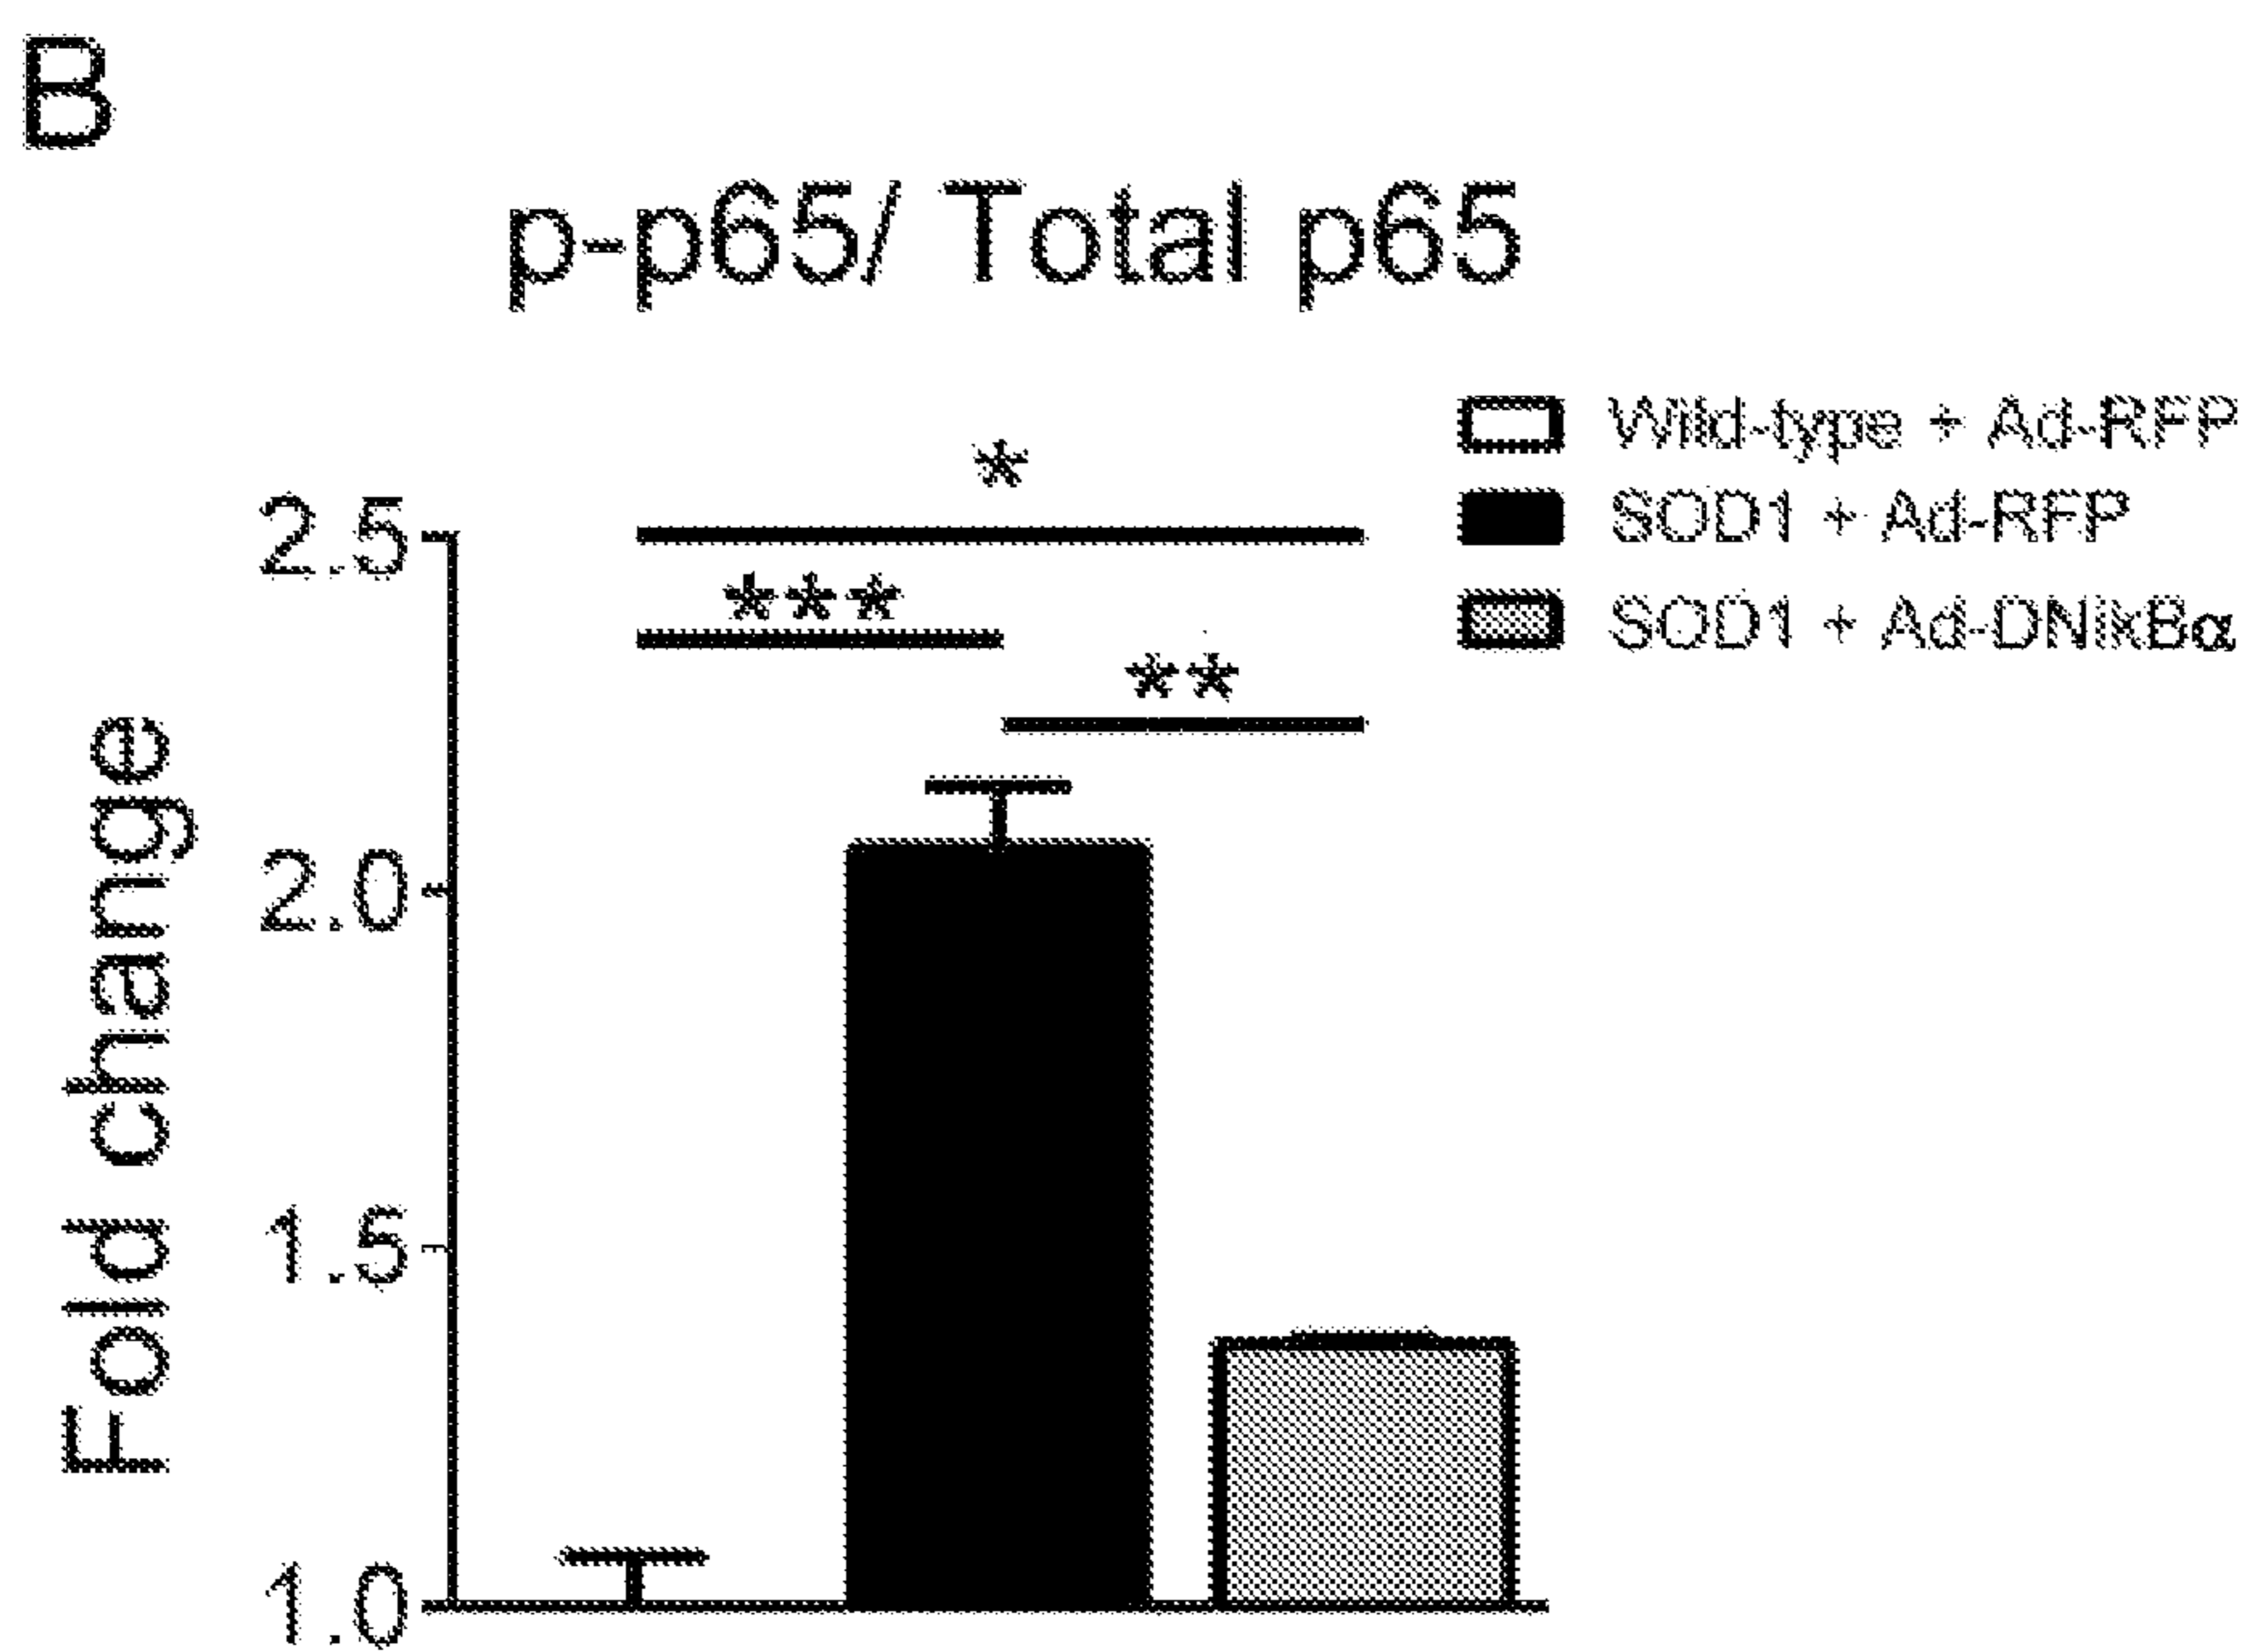 B
p-p65/ Total p65
Wild-type + Ad-RFP
SOD1 + Ad-RFP
SOD1 + Ad-DNIkBα
*
***
**
Fold change
2.5
2.0
1.5
1.0